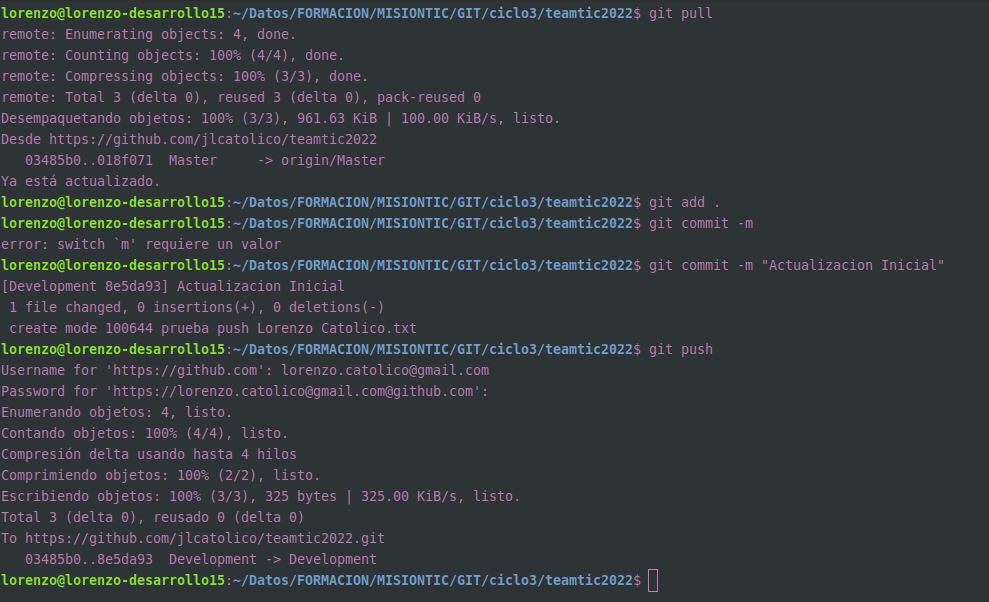 lorenzo@lorenzo-desarrollo15:~/Datos/FORMACION/MISIONTIC/GIT/ciclo3/teamtic2022$ git pull
remote: Enumerating objects: 4, done.
remote: Counting objects: 100% (4/4), done.
remote: Compressing objects: 100% (3/3), done.
remote: Total 3 (delta 0), reused 3 (delta 0), pack-reused 0
Desempaquetando objetos: 100% (3/3), 961.63 KiB | 100.00 KiB/s, listo.
Desde https://github.com/jlcatolico/teamtic2022
   03485b0..018f071  Master     -> origin/Master
Ya está actualizado.
lorenzo@lorenzo-desarrollo15:~/Datos/FORMACION/MISIONTIC/GIT/ciclo3/teamtic2022$ git add .
lorenzo@lorenzo-desarrollo15:~/Datos/FORMACION/MISIONTIC/GIT/ciclo3/teamtic2022$ git commit -m
error: switch `m' requiere un valor
lorenzo@lorenzo-desarrollo15:~/Datos/FORMACION/MISIONTIC/GIT/ciclo3/teamtic2022$ git commit -m "Actualizacion Inicial"
[Development 8e5da93] Actualizacion Inicial
 1 file changed, 0 insertions(+), 0 deletions(-)
 create mode 100644 prueba push Lorenzo Catolico.txt
lorenzo@lorenzo-desarrollo15:~/Datos/FORMACION/MISIONTIC/GIT/ciclo3/teamtic2022$ git push
Username for 'https://github.com': lorenzo.catolico@gmail.com
Password for 'https://lorenzo.catolico@gmail.com@github.com':
Enumerando objetos: 4, listo.
Contando objetos: 100% (4/4), listo.
Compresión delta usando hasta 4 hilos
Comprimiendo objetos: 100% (2/2), listo.
Escribiendo objetos: 100% (3/3), 325 bytes | 325.00 KiB/s, listo.
Total 3 (delta 0), reusado 0 (delta 0)
To https://github.com/jlcatolico/teamtic2022.git
   03485b0..8e5da93  Development -> Development
lorenzo@lorenzo-desarrollo15:~/Datos/FORMACION/MISIONTIC/GIT/ciclo3/teamtic2022$